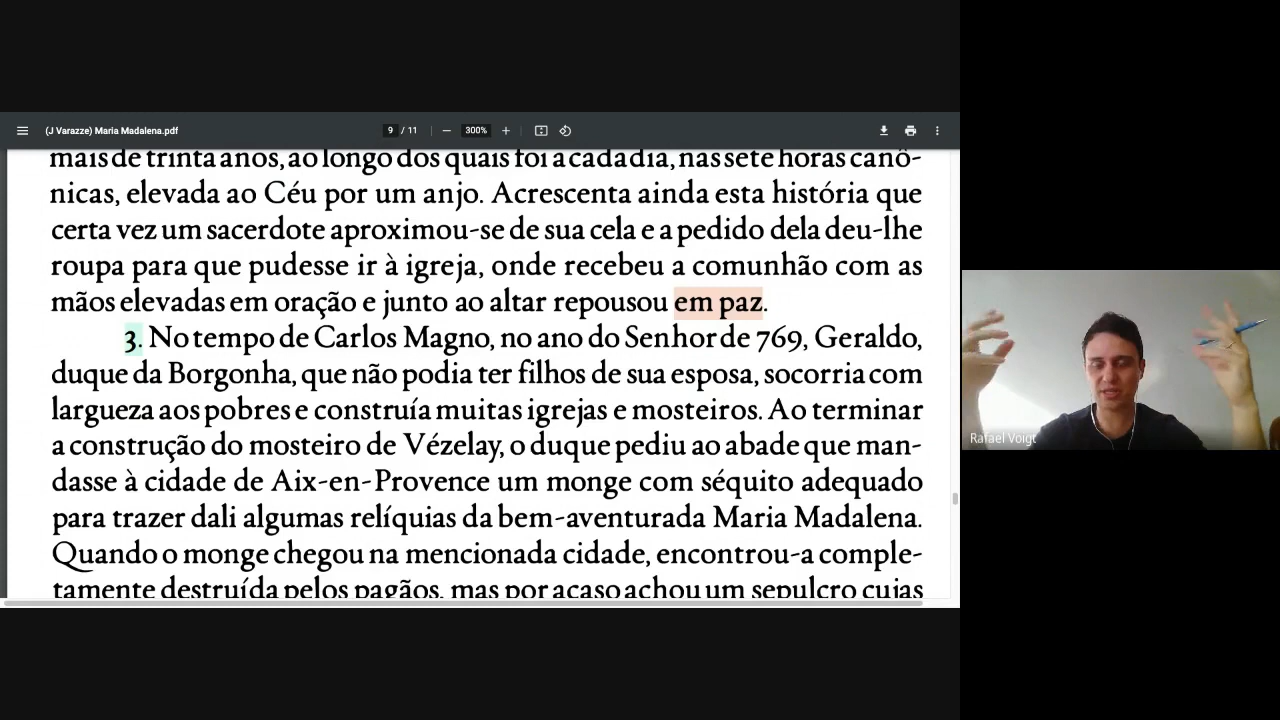 (J Varazze) Maria Madalena.pdf
9 / 11
300%
mais de trinta anos, ao longo dos quais foi a cada dia, nas sete horas canô-
nicas, elevada ao Céu por um anjo. Acrescenta ainda esta história que
certa vez um sacerdote aproximou-se de sua cela e a pedido dela deu-lhe
roupa para que pudesse ir à igreja, onde recebeu a comunhão com as
mãos elevadas em oração e junto ao altar repousou em paz.
3. No tempo de Carlos Magno, no ano do Senhor de 769, Geraldo,
duque da Borgonha, que não podia ter filhos de sua esposa, socorria com
largueza aos pobres e construía muitas igrejas e mosteiros. Ao terminar
a construção do mosteiro de Vézelay, o duque pediu ao abade que man-
dasse à cidade de Aix-en-Provence um monge com séquito adequado
para trazer dali algumas relíquias da bem-aventurada Maria Madalena.
Quando o monge chegou na mencionada cidade, encontrou-a comple-
tamente destruída pelos pagãos, mas por acaso achou um sepulcro cujas
Rafael Voigt